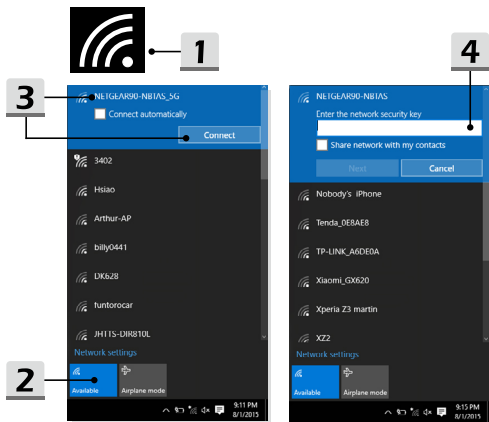 1
3
NETGEAR90-NBTAS_5G
Connect automatically
Connect
3402
Hsiao
Arthur-AP
billy0441
DK628
funtorocar
JHTTS-DIR810L
Network settings
2
Available
Airplane mode
9:11 PM
8/1/2015
4
NETGEAR90-NBTAS
Enter the network security key
Share network with my contacts
Next
Cancel
Nobody's iPhone
Tenda_0E8AE8
TP-LINK_A6DE0A
Xiaomi_GX620
Xperia Z3 martin
XZ2
Network settings
Available
Airplane mode
9:15 PM
8/1/2015